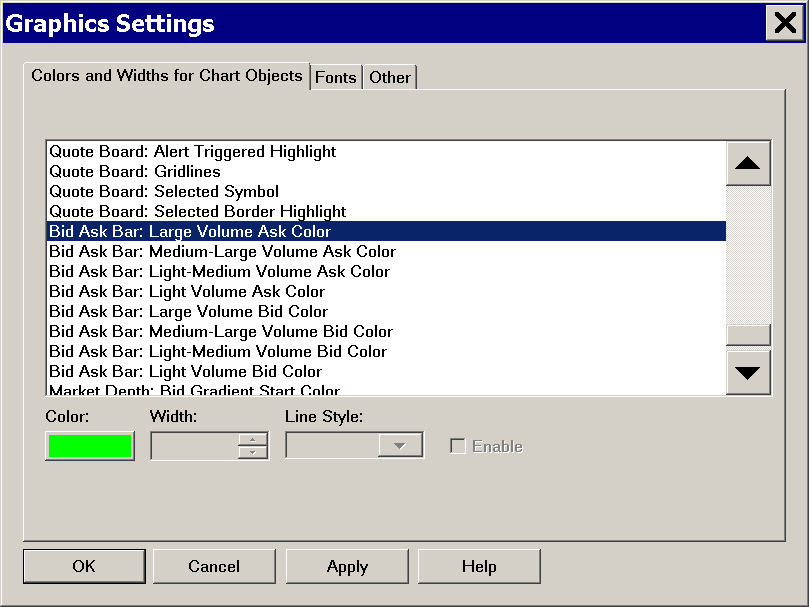 Graphics Settings
Colors and Widths for Chart Objects
Fonts
Other
Quote Board: Alert Triggered Highlight
Quote Board: Gridlines
Quote Board: Selected Symbol
Quote Board: Selected Border Highlight
Bid Ask Bar: Large Volume Ask Color
Bid Ask Bar: Medium-Large Volume Ask Color
Bid Ask Bar: Light-Medium Volume Ask Color
Bid Ask Bar: Light Volume Ask Color
Bid Ask Bar: Large Volume Bid Color
Bid Ask Bar: Medium-Large Volume Bid Color
Bid Ask Bar: Light-Medium Volume Bid Color
Bid Ask Bar: Light Volume Bid Color
Market Depth: Bid Gradient Start Color
Color:
Width:
Line Style:
Enable
OK
Cancel
Apply
Help